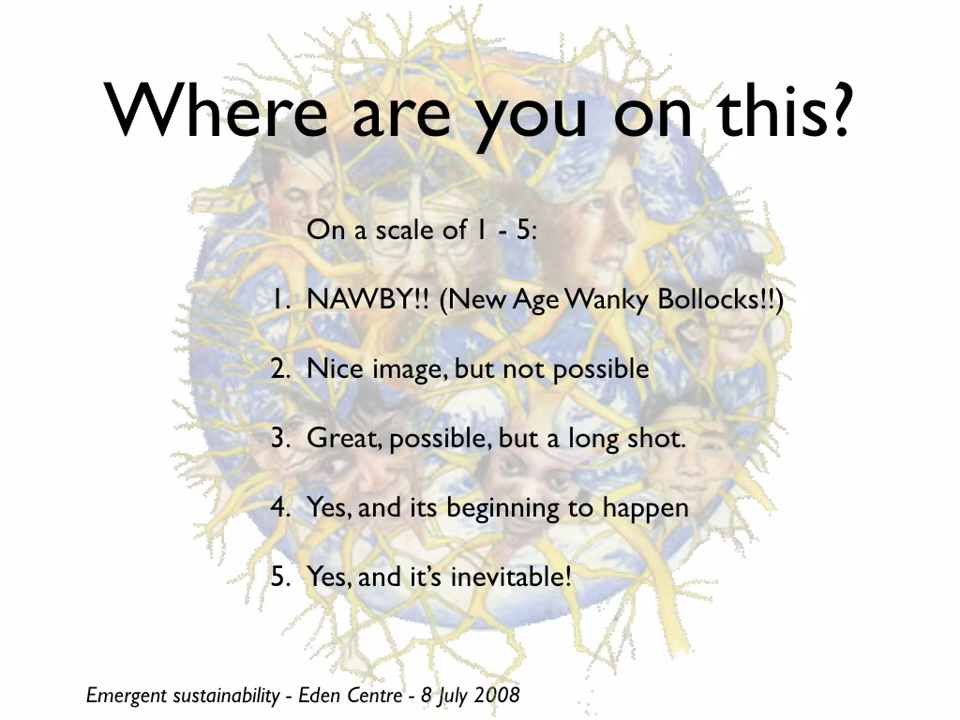 Where are you on this?
On a scale of 1 - 5:
1. NAWBY!! (New Age Wanky Bollocks!!)
2. Nice image, but not possible
3. Great, possible, but a long shot.
4. Yes, and its beginning to happen
5. Yes, and it’s inevitable!
Emergent sustainability - Eden Centre - 8 July 2008